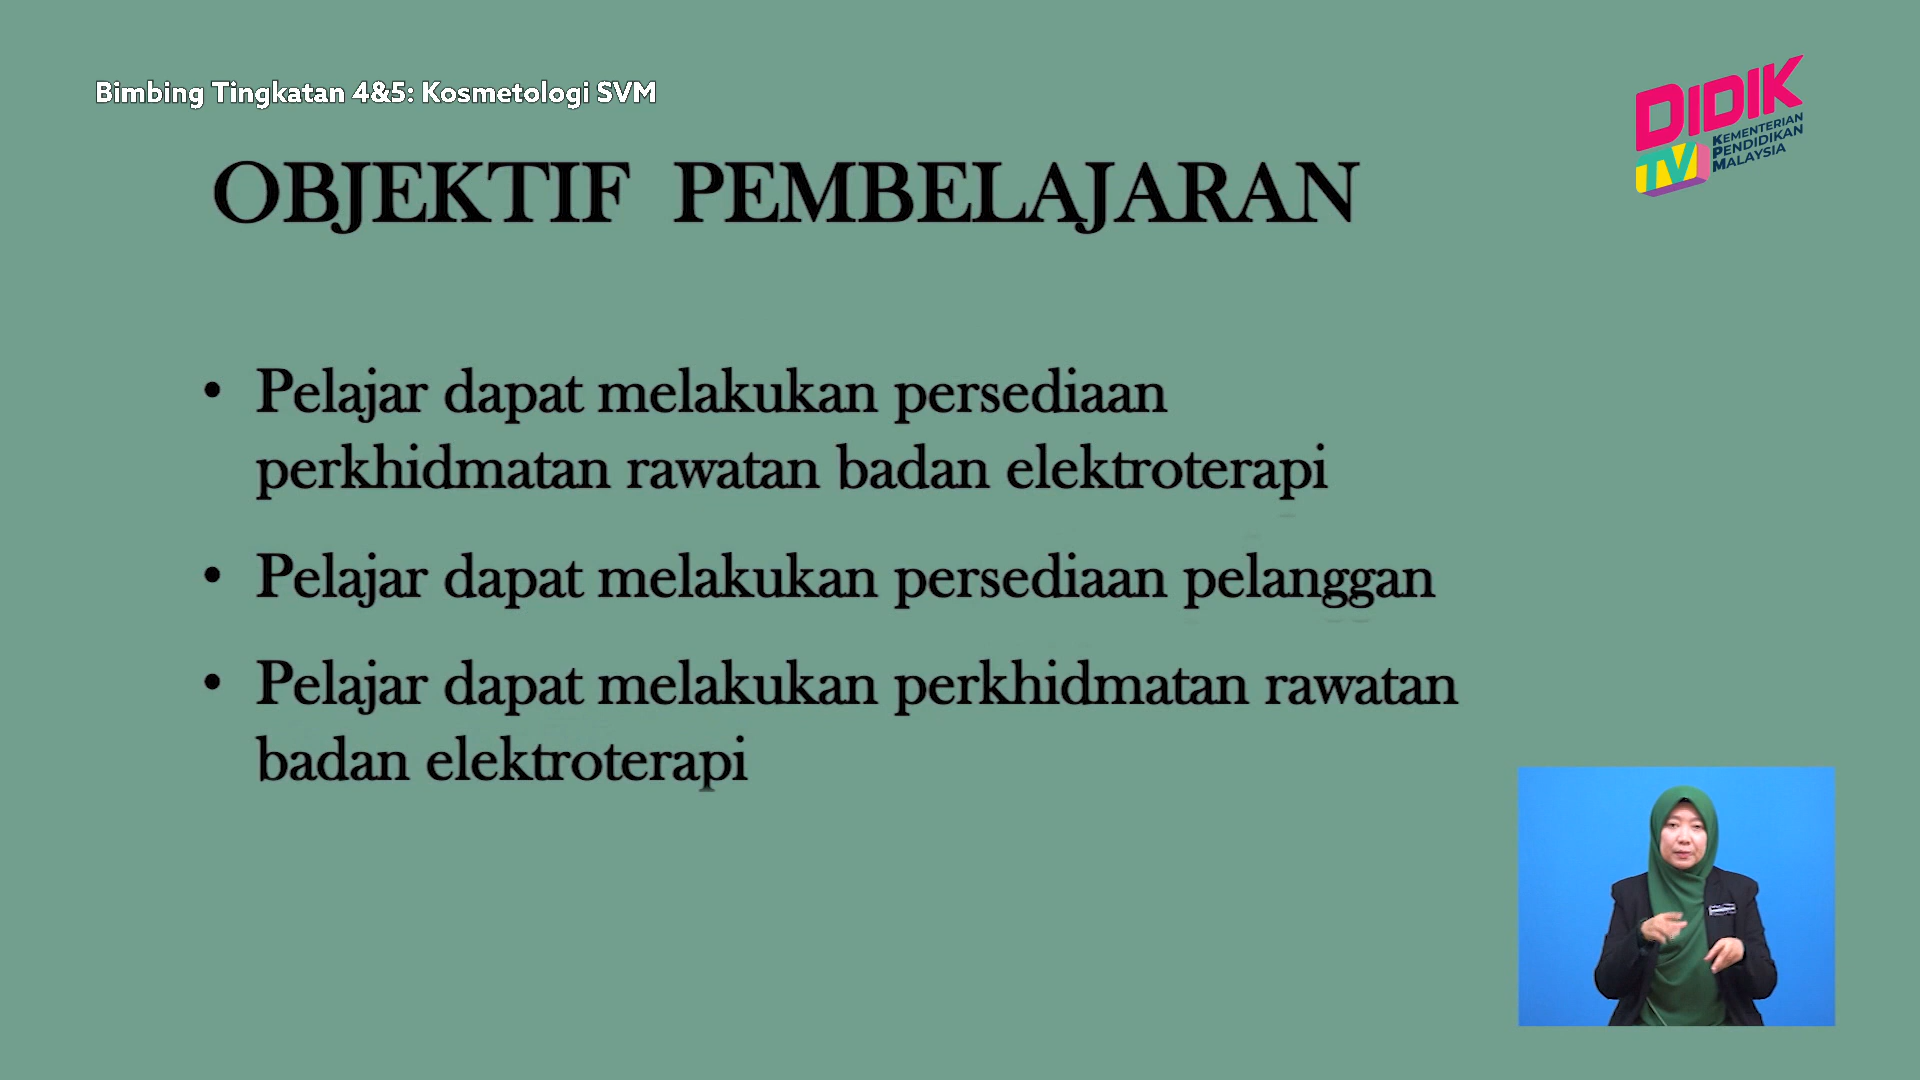 Bimbing Tingkatan 4&5: Kosmetologi SVM
DIDIK
TV
KEMENTERIAN
PENDIDIKAN
MALAYSIA
OBJEKTIF PEMBELAJARAN
• Pelajar dapat melakukan persediaan
perkhidmatan rawatan badan elektroterapi
• Pelajar dapat melakukan persediaan pelanggan
• Pelajar dapat melakukan perkhidmatan rawatan
badan elektroterapi